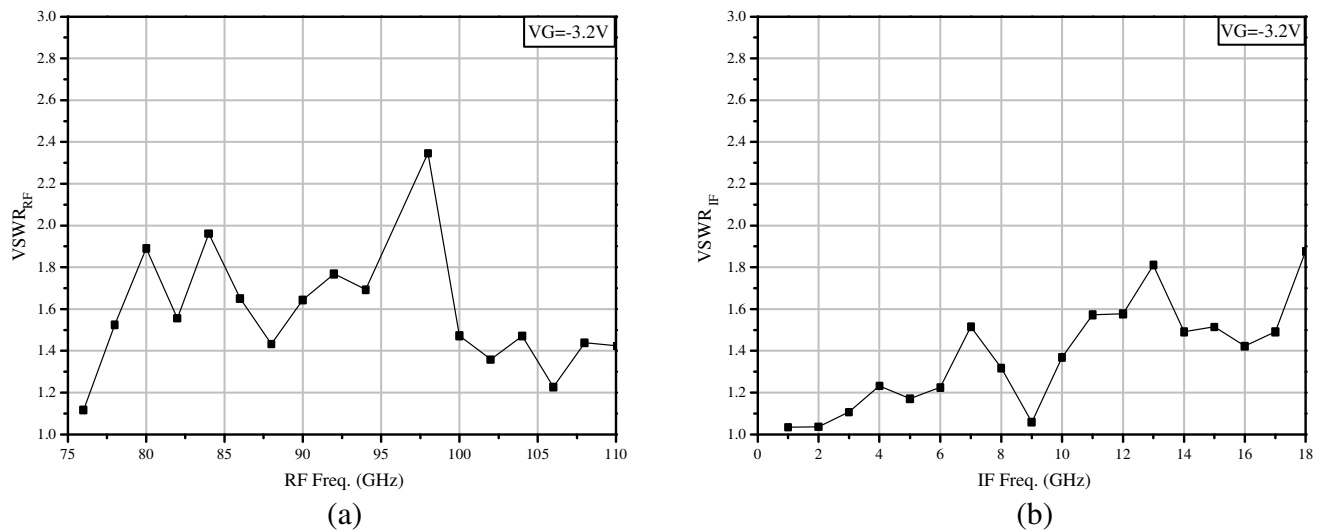 3.0
VG=-3.2V
2.8
2.6
2.4
2.2
2.0
1.8
1.6
1.4
1.2
1.0
VSWR_RF
75 80 85 90 95 100 105 110
RF Freq. (GHz)
(a)
3.0
VG=-3.2V
2.8
2.6
2.4
2.2
2.0
1.8
1.6
1.4
1.2
1.0
VSWR_IF
0 2 4 6 8 10 12 14 16 18
IF Freq. (GHz)
(b)